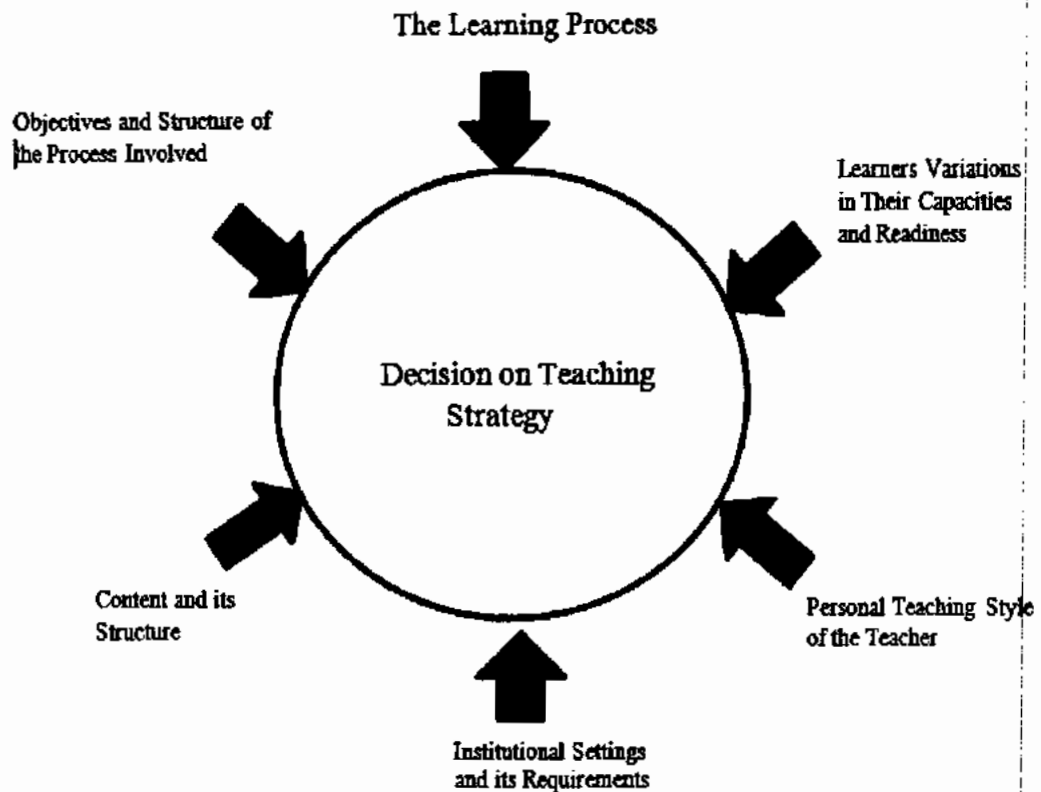 The Learning Process
Objectives and Structure of
the Process Involved
Learners Variations
in Their Capacities
and Readiness
Decision on Teaching
Strategy
Content and its
Structure
Personal Teaching Style
of the Teacher
Institutional Settings
and its Requirements